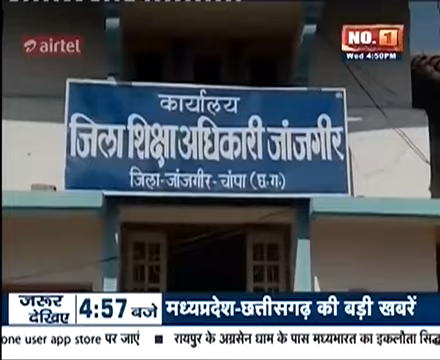 airtel
NO. 1
Wed 4:50PM
कार्यालय
जिला शिक्षा अधिकारी जांजगीर
जिला-जांजगीर-चांपा (छ.ग.)
जरूर देखिए
4:57 बजे
मध्यप्रदेश-छत्तीसगढ़ की बड़ी खबरें
one user app store पर जाएं ■ रायपुर के अग्रसेन धाम के पास मध्यभारत का इकलौता